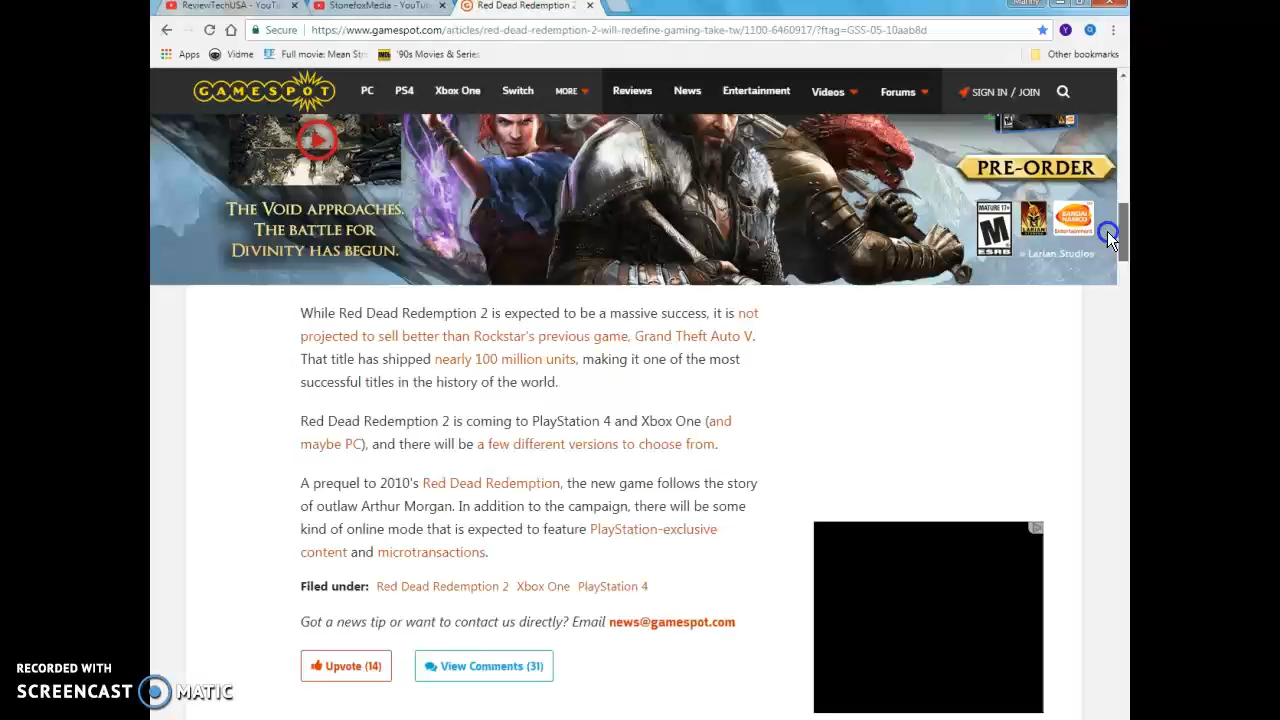 ReviewTechUSA - YouTu
StonefoxMedia - YouTube
Red Dead Redemption 2
Manny
Secure
https://www.gamespot.com/articles/red-dead-redemption-2-will-redefine-gaming-take-tw/1100-6460917/?ftag=GSS-05-10aab8d
Apps
Vidme
Full movie: Mean Str
IMDb
'90s Movies & Series
Other bookmarks
GAMESPOT
PC
PS4
Xbox One
Switch
MORE
Reviews
News
Entertainment
Videos
Forums
SIGN IN / JOIN
PRE-ORDER
THE VOID APPROACHES.
THE BATTLE FOR
DIVINITY HAS BEGUN.
MATURE 17+
M
ESRB
LARIAN
BANDAI
NAMCO
Entertainment
» Larian Studios
While Red Dead Redemption 2 is expected to be a massive success, it is not
projected to sell better than Rockstar's previous game, Grand Theft Auto V.
That title has shipped nearly 100 million units, making it one of the most
successful titles in the history of the world.
Red Dead Redemption 2 is coming to PlayStation 4 and Xbox One (and
maybe PC), and there will be a few different versions to choose from.
A prequel to 2010's Red Dead Redemption, the new game follows the story
of outlaw Arthur Morgan. In addition to the campaign, there will be some
kind of online mode that is expected to feature PlayStation-exclusive
content and microtransactions.
Filed under: Red Dead Redemption 2 Xbox One PlayStation 4
Got a news tip or want to contact us directly? Email news@gamespot.com
Upvote (14)
View Comments (31)
RECORDED WITH
SCREENCAST MATIC